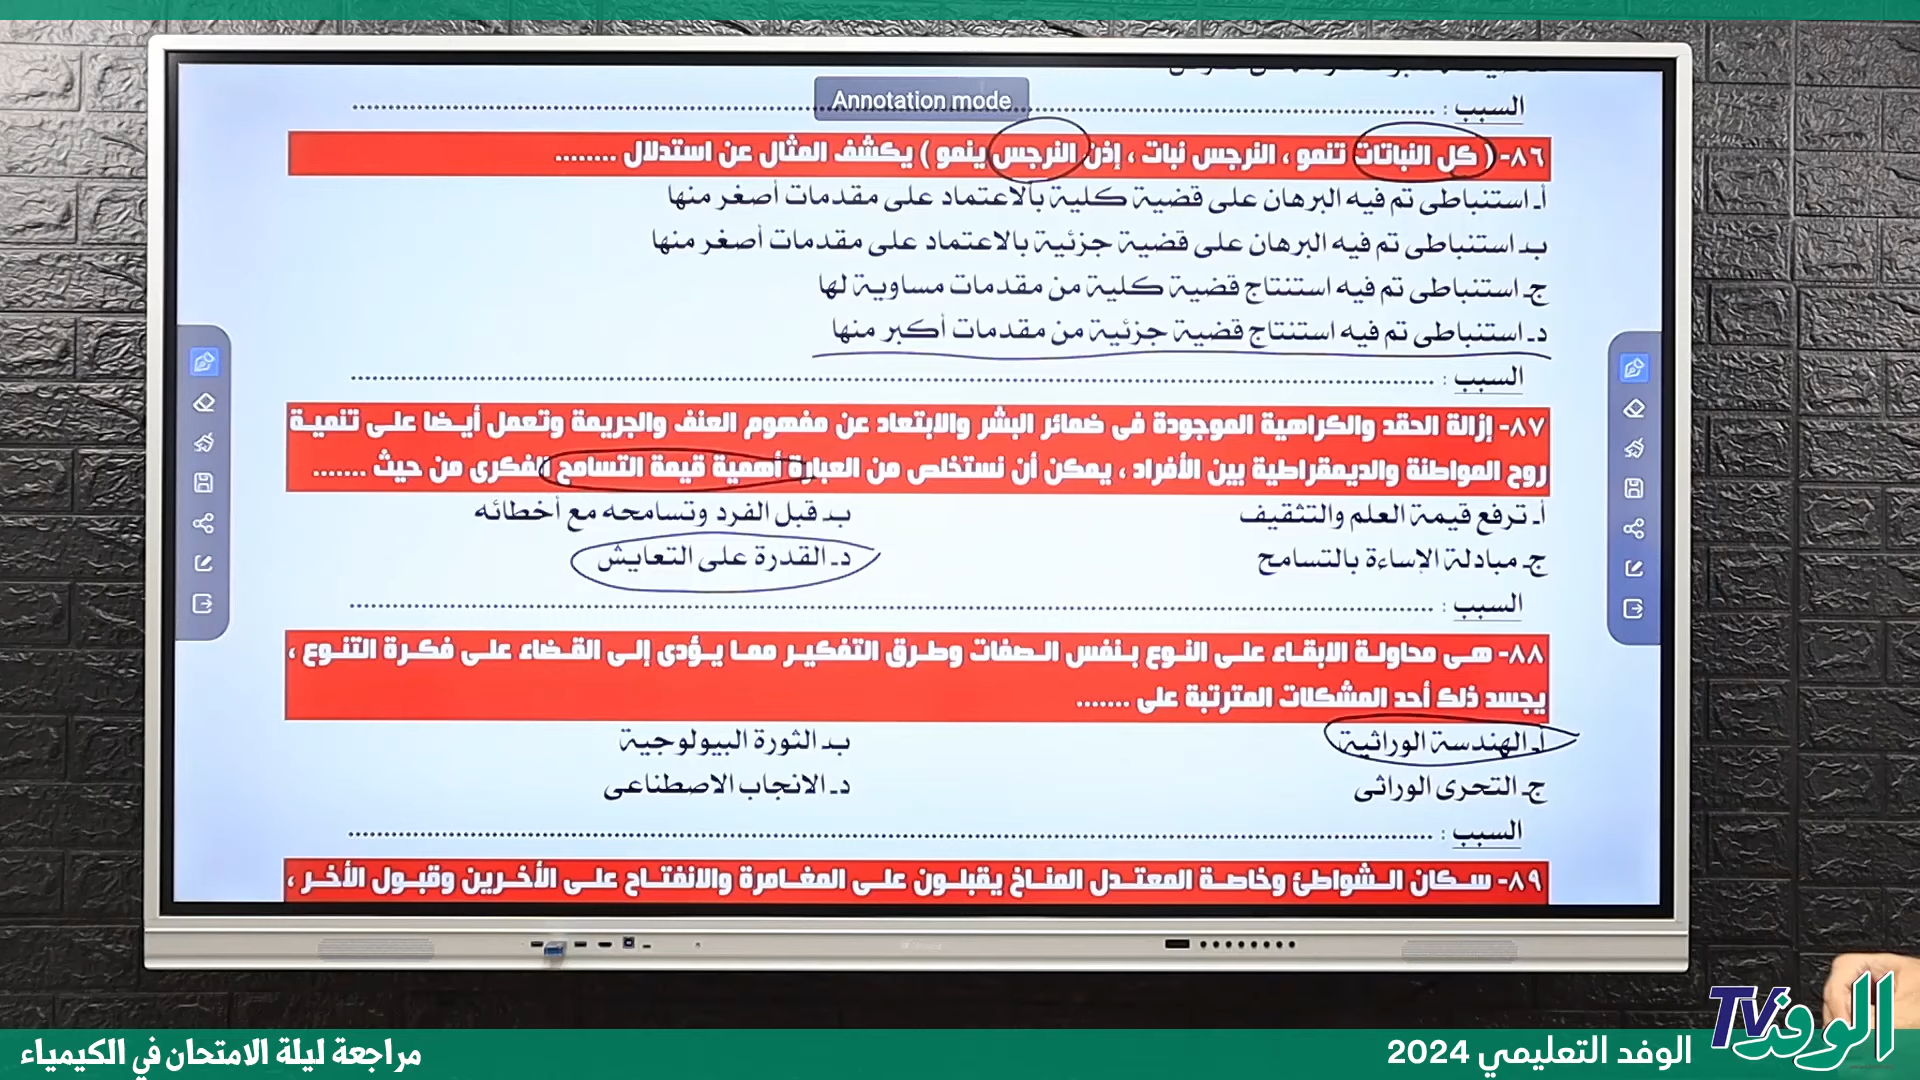 Annotation mode
السبب : ........................
٨٦- ( كل النباتات تنمو ، النرجس نبات ، إذن النرجس ينمو ) يكشف المثال عن استدلال ........
أ‌ـ استنباطى تم فيه البرهان على قضية كلية بالاعتماد على مقدمات أصغر منها
بـ استنباطى تم فيه البرهان على قضية جزئية بالاعتماد على مقدمات أصغر منها
جـ استنباطى تم فيه استنتاج قضية كلية من مقدمات مساوية لها
د ـ استنباطى تم فيه استنتاج قضية جزئية من مقدمات أكبر منها
السبب : ........................
٨٧- إزالة الحقد والكراهية الموجودة فى ضمائر البشر والابتعاد عن مفهوم العنف والجريمة وتعمل أيضا على تنمية
روح المواطنة والديمقراطية بين الأفراد ، يمكن أن نستخلص من العبارة أهمية قيمة التسامح الفكرى من حيث .......
أ‌ـ ترفع قيمة العلم والتثقيف بـ قبل الفرد وتسامحه مع أخطائه
جـ مبادلة الإساءة بالتسامح د ـ القدرة على التعايش
السبب : ........................
٨٨- هى محاولة الابقاء على النوع بنفس الصفات وطرق التفكير مما يؤدى إلى القضاء على فكرة التنوع ،
يجسد ذلك أحد المشكلات المترتبة على .......
أ‌ـ الهندسة الوراثية بـ الثورة البيولوجية
جـ التحرى الوراثى د ـ الانجاب الاصطناعى
السبب : ........................
٨٩- سكان الشواطئ وخاصة المعتدل المناخ يقبلون على المغامرة والانفتاح على الأخرين وقبول الأخر ،
الوفد TV
الوفد التعليمي 2024
مراجعة ليلة الامتحان في الكيمياء